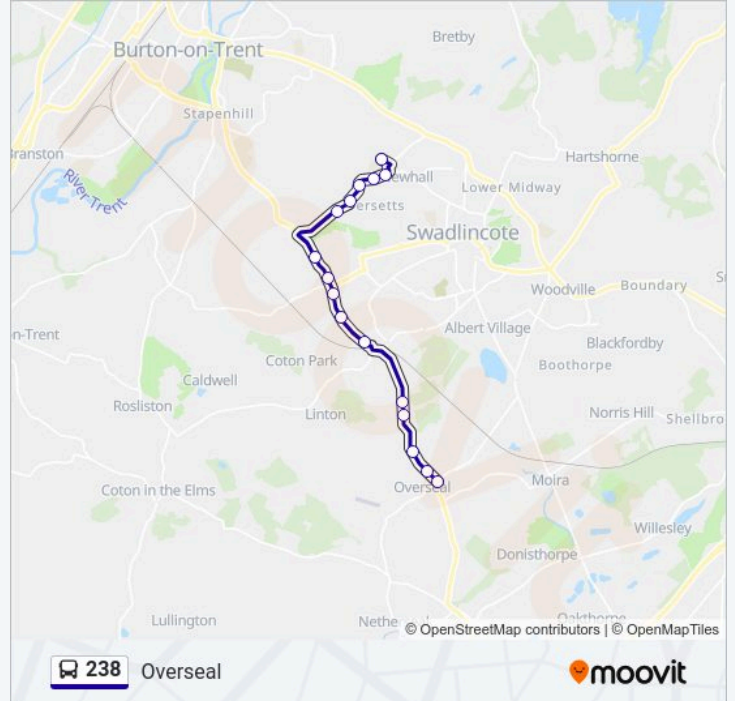 Bretby
Burton-on-Trent
Stapenhill
Branston
Hartshorne
River-Trent
ewhall
Lower Midway
ersetts
Swadlincote
Woodville
Boundary
n-Trent
Albert Village
Blackfordby
Coton Park
Boothorpe
Caldwell
Rosliston
Linton
Norris Hill
Shellbro
Coton in the Elms
Overseal
Moira
Willesley
Donisthorpe
Lullington
Nethe
Oakthorpe
© OpenStreetMap contributors | © OpenMapTiles
238 Overseal
moovit